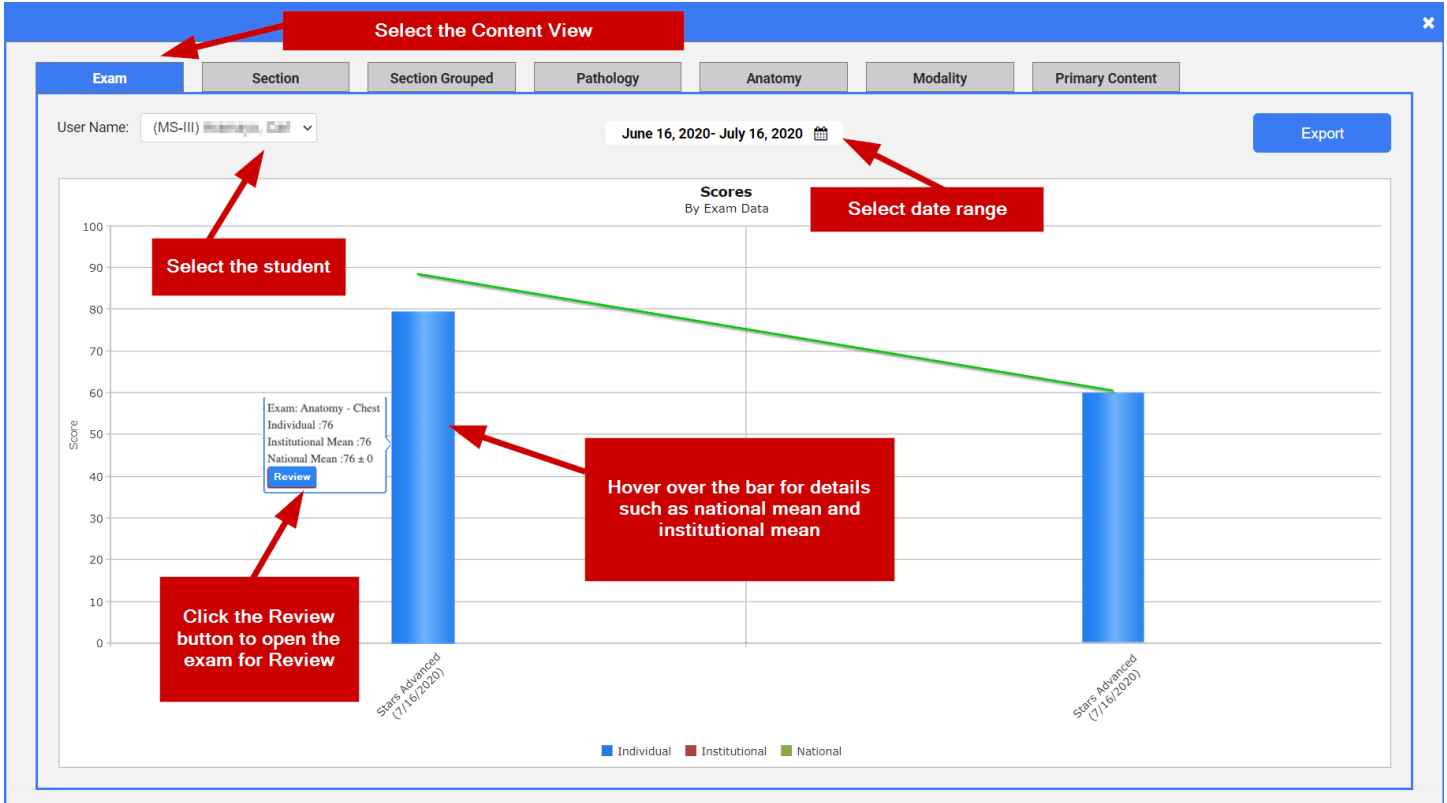 Select the Content View
Exam
Section
Section Grouped
Pathology
Anatomy
Modality
Primary Content
User Name:
(MS-III)
June 16, 2020- July 16, 2020
Export
Scores
By Exam Data
Select date range
Select the student
100
90
80
70
60
50
40
30
20
10
0
Score
Exam: Anatomy - Chest
Individual :76
Institutional Mean :76
National Mean :76 ± 0
Review
Hover over the bar for details
such as national mean and
institutional mean
Click the Review
button to open the
exam for Review
Stars Advanced
(7/16/2020)
Stars Advanced
(7/16/2020)
Individual
Institutional
National